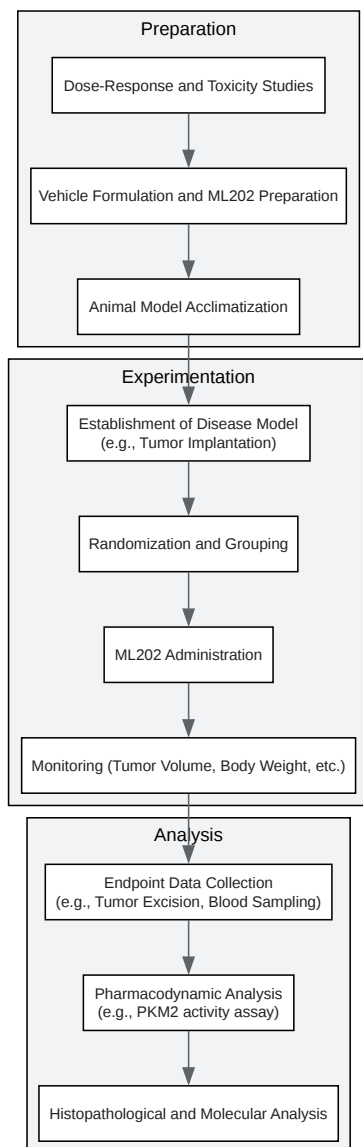 Preparation
Dose-Response and Toxicity Studies
Vehicle Formulation and ML202 Preparation
Animal Model Acclimatization
Experimentation
Establishment of Disease Model
(e.g., Tumor Implantation)
Randomization and Grouping
ML202 Administration
Monitoring (Tumor Volume, Body Weight, etc.)
Analysis
Endpoint Data Collection
(e.g., Tumor Excision, Blood Sampling)
Pharmacodynamic Analysis
(e.g., PKM2 activity assay)
Histopathological and Molecular Analysis